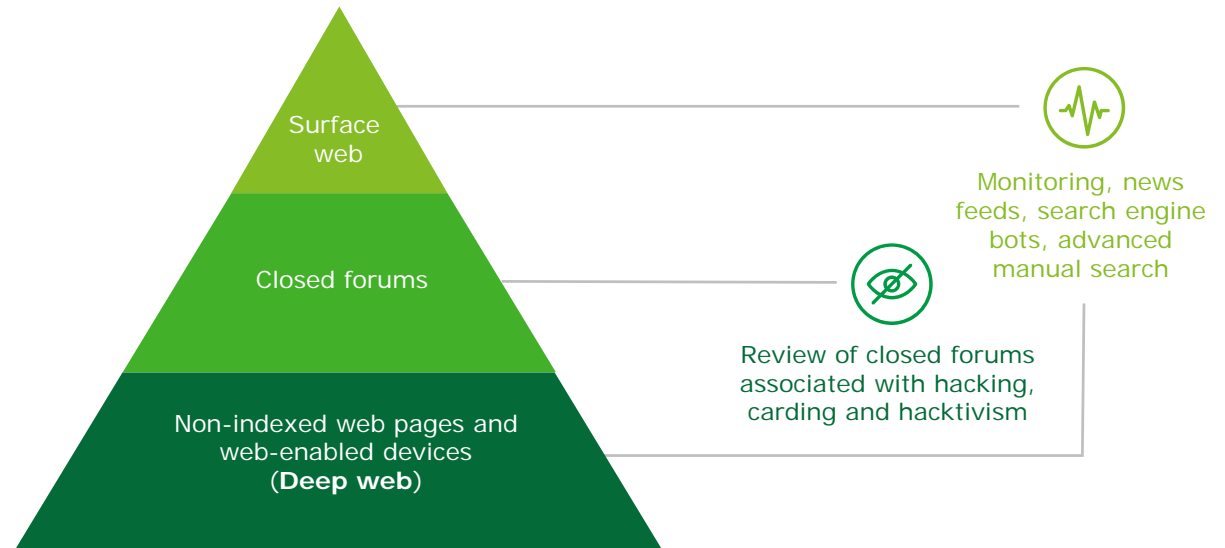 Surface
web
Closed forums
Non-indexed web pages and
web-enabled devices
(Deep web)
Monitoring, news
feeds, search engine
bots, advanced
manual search
Review of closed forums
associated with hacking,
carding and hacktivism